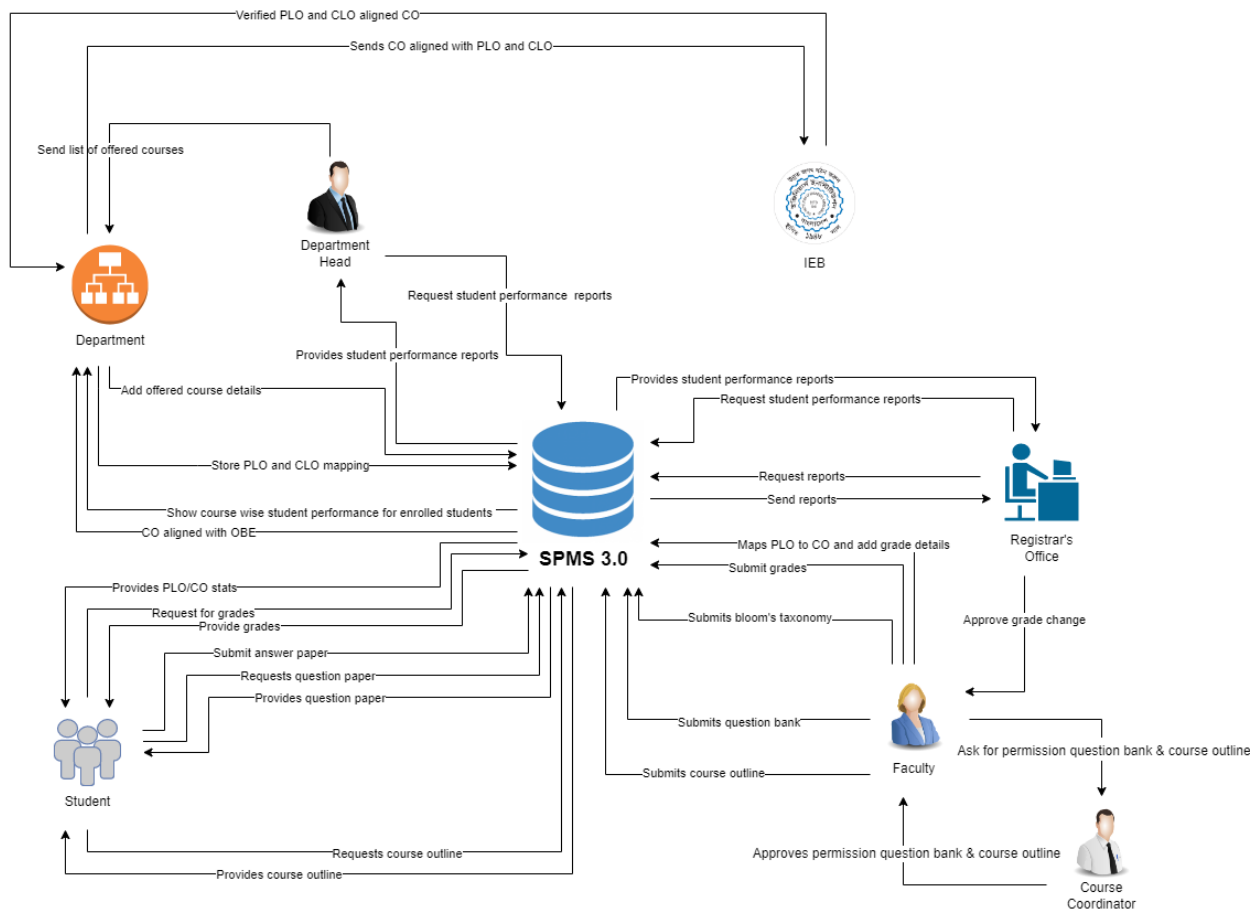 Verified PLO and CLO aligned CO
Sends CO aligned with PLO and CLO
Send list of offered courses
Department
Head
IEB
Request student performance  reports
Department
Provides student performance reports
Provides student performance reports
Add offered course details
Request student performance reports
Store PLO and CLO mapping
Request reports
Send reports
Show course wise student performance for enrolled students
CO aligned with OBE
Registrar's
Office
SPMS 3.0
Maps PLO to CO and add grade details
Submit grades
Provides PLO/CO stats
Request for grades
Provide grades
Submits bloom's taxonomy
Approve grade change
Submit answer paper
Requests question paper
Provides question paper
Submits question bank
Ask for permission question bank & course outline
Faculty
Submits course outline
Student
Requests course outline
Approves permission question bank & course outline
Provides course outline
Course
Coordinator